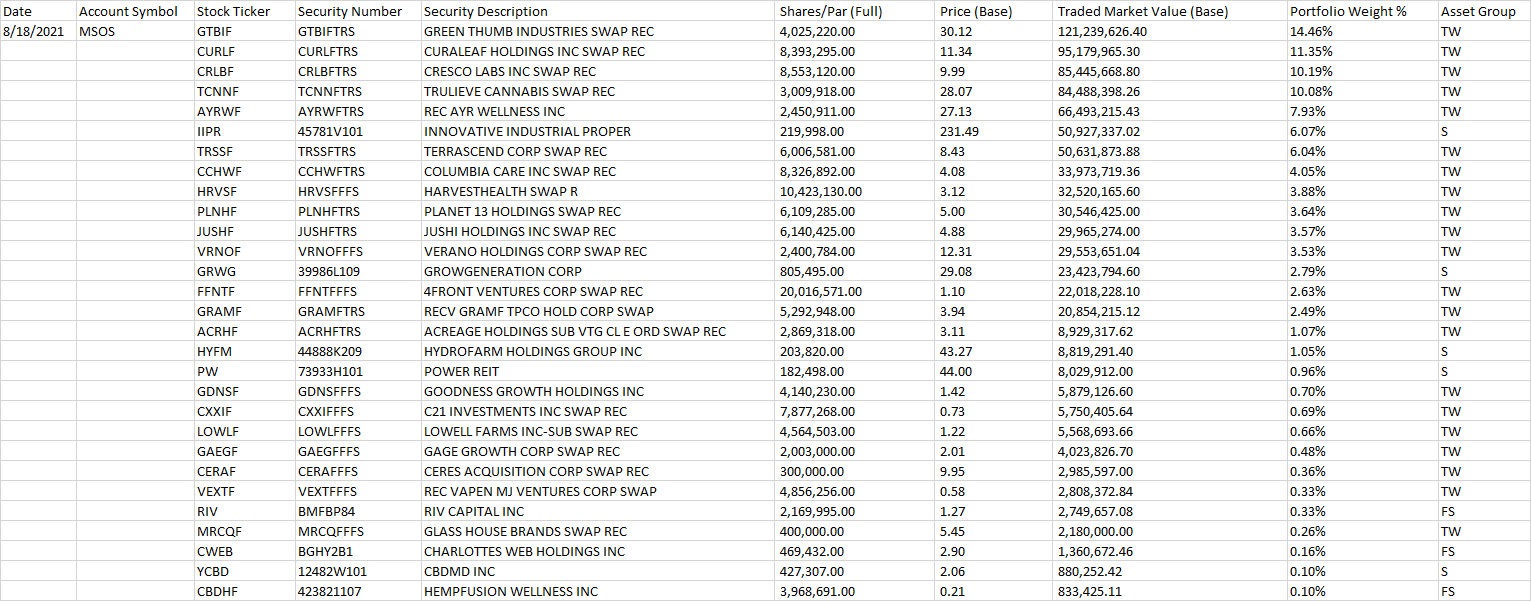 Date Account Symbol Stock Ticker Security Number Security Description Shares/Par (Full) Price (Base) Traded Market Value (Base) Portfolio Weight % Asset Group
8/18/2021 MSOS GTBIF GTBIFTRS GREEN THUMB INDUSTRIES SWAP REC 4,025,220.00 30.12 121,239,626.40 14.46% TW
CURLF CURLFTRS CURALEAF HOLDINGS INC SWAP REC 8,393,295.00 11.34 95,179,965.30 11.35% TW
CRLBF CRLBFTRS CRESCO LABS INC SWAP REC 8,553,120.00 9.99 85,445,668.80 10.19% TW
TCNNF TCNNFTRS TRULIEVE CANNABIS SWAP REC 3,009,918.00 28.07 84,488,398.26 10.08% TW
AYRWF AYRWFTRS REC AYR WELLNESS INC 2,450,911.00 27.13 66,493,215.43 7.93% TW
IIPR 45781V101 INNOVATIVE INDUSTRIAL PROPER 219,998.00 231.49 50,927,337.02 6.07% S
TRSSF TRSSFTRS TERRASCEND CORP SWAP REC 6,006,581.00 8.43 50,631,873.88 6.04% TW
CCHWF CCHWFTRS COLUMBIA CARE INC SWAP REC 8,326,892.00 4.08 33,973,719.36 4.05% TW
HRVSF HRVSFFFS HARVESTHEALTH SWAP R 10,423,130.00 3.12 32,520,165.60 3.88% TW
PLNHF PLNHFTRS PLANET 13 HOLDINGS SWAP REC 6,109,285.00 5.00 30,546,425.00 3.64% TW
JUSHF JUSHFTRS JUSHI HOLDINGS INC SWAP REC 6,140,425.00 4.88 29,965,274.00 3.57% TW
VRNOF VRNOFFFS VERANO HOLDINGS CORP SWAP REC 2,400,784.00 12.31 29,553,651.04 3.53% TW
GRWG 39986L109 GROWGENERATION CORP 805,495.00 29.08 23,423,794.60 2.79% S
FFNTF FFNTFFFS 4FRONT VENTURES CORP SWAP REC 20,016,571.00 1.10 22,018,228.10 2.63% TW
GRAMF GRAMFTRS RECV GRAMF TPCO HOLD CORP SWAP 5,292,948.00 3.94 20,854,215.12 2.49% TW
ACRHF ACRHFTRS ACREAGE HOLDINGS SUB VTG CL E ORD SWAP REC 2,869,318.00 3.11 8,929,317.62 1.07% TW
HYFM 44888K209 HYDROFARM HOLDINGS GROUP INC 203,820.00 43.27 8,819,291.40 1.05% S
PW 73933H101 POWER REIT 182,498.00 44.00 8,029,912.00 0.96% S
GDNSF GDNSFFFS GOODNESS GROWTH HOLDINGS INC 4,140,230.00 1.42 5,879,126.60 0.70% TW
CXXIF CXXIFFFS C21 INVESTMENTS INC SWAP REC 7,877,268.00 0.73 5,750,405.64 0.69% TW
LOWLF LOWLFFFS LOWELL FARMS INC-SUB SWAP REC 4,564,503.00 1.22 5,568,693.66 0.66% TW
GAEGF GAEGFFFS GAGE GROWTH CORP SWAP REC 2,003,000.00 2.01 4,023,826.70 0.48% TW
CERAF CERAFFFS CERES ACQUISITION CORP SWAP REC 300,000.00 9.95 2,985,597.00 0.36% TW
VEXTF VEXTFFFS REC VAPEN MJ VENTURES CORP SWAP 4,856,256.00 0.58 2,808,372.84 0.33% TW
RIV BMFBP84 RIV CAPITAL INC 2,169,995.00 1.27 2,749,657.08 0.33% FS
MRCQF MRCQFFFS GLASS HOUSE BRANDS SWAP REC 400,000.00 5.45 2,180,000.00 0.26% TW
CWEB BGHY2B1 CHARLOTTES WEB HOLDINGS INC 469,432.00 2.90 1,360,672.46 0.16% FS
YCBD 12482W101 CBDMD INC 427,307.00 2.06 880,252.42 0.10% S
CBDHF 423821107 HEMPFUSION WELLNESS INC 3,968,691.00 0.21 833,425.11 0.10% FS